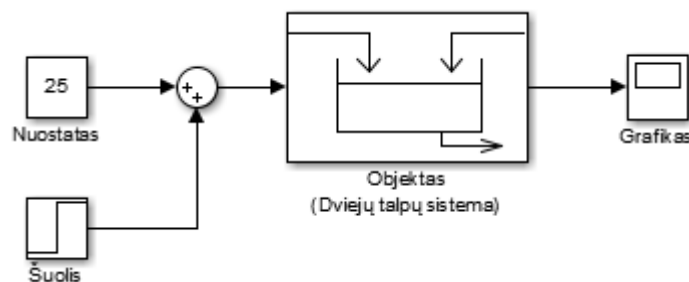 25
Nuostatas
Šuolis
Objektas
(Dviejų talpų sistema)
Grafikas